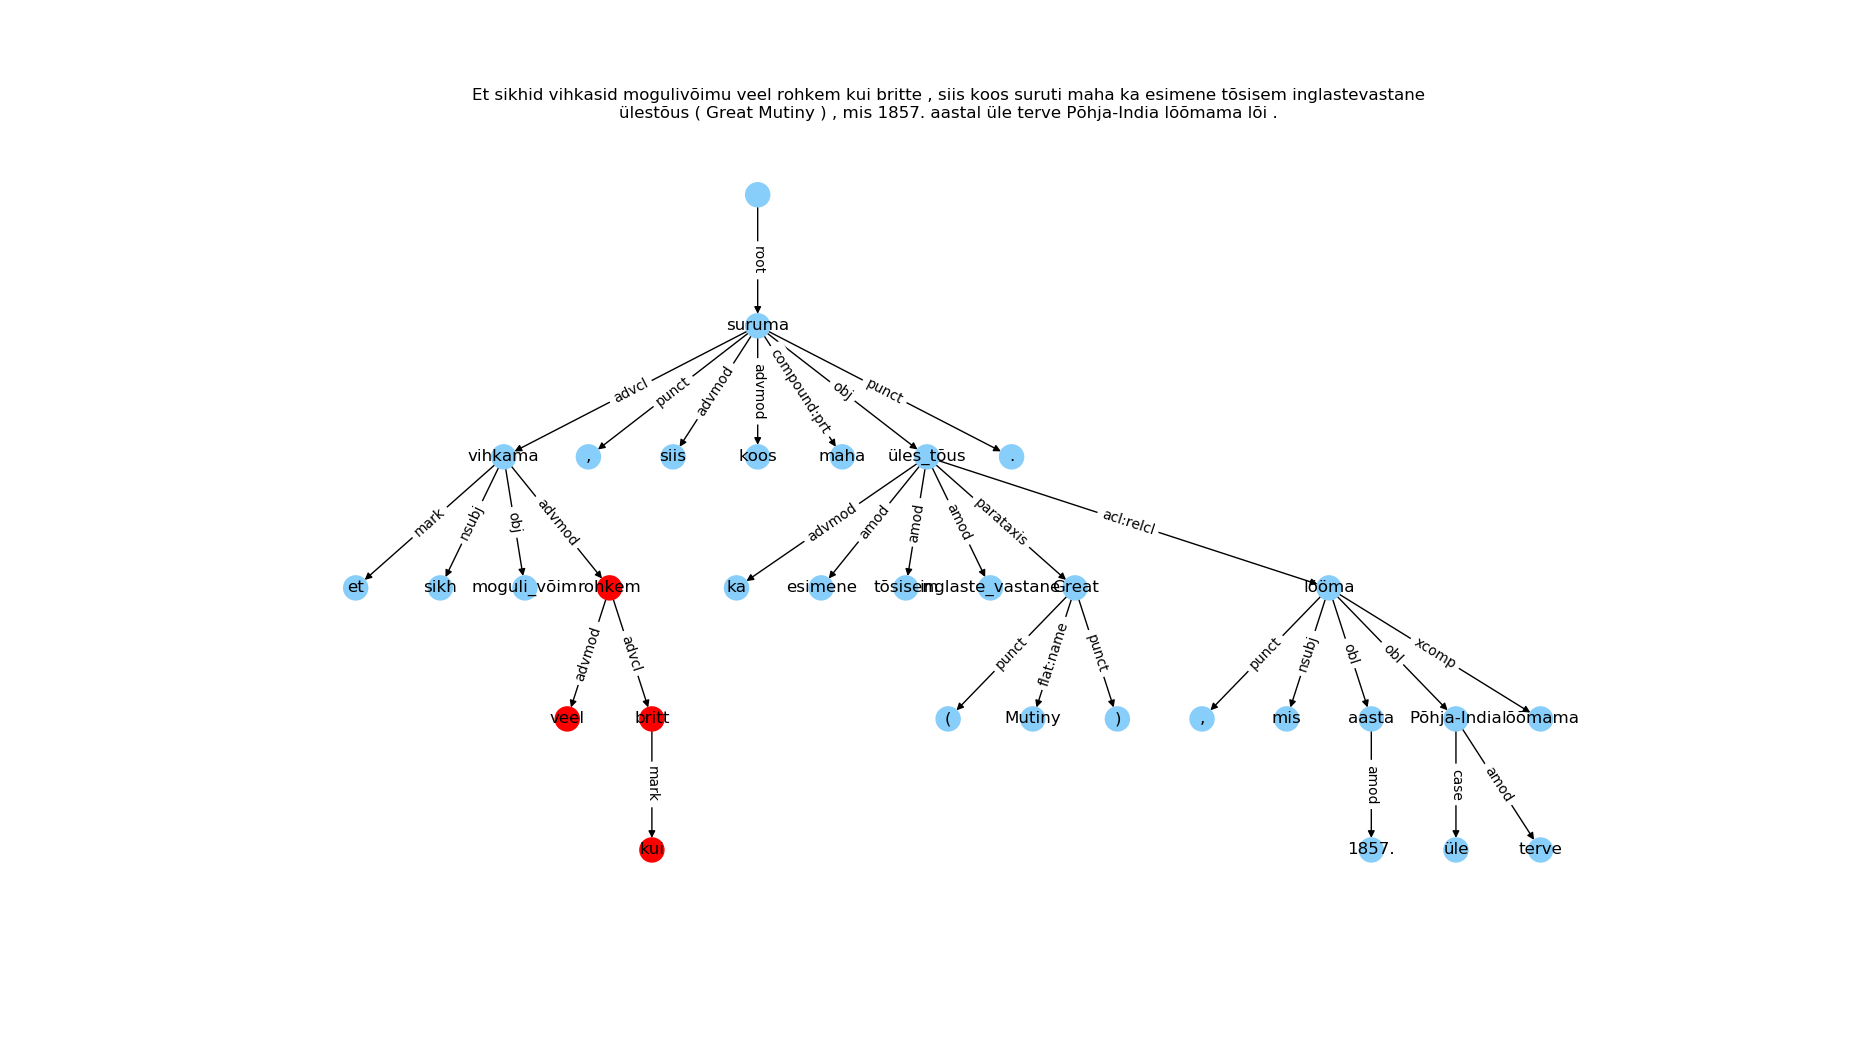 Et sikhid vihkasid mogulivõimu veel rohkem kui britte , siis koos suruti maha ka esimene tõsisem inglastevastane
ülestõus ( Great Mutiny ) , mis 1857. aastal üle terve Põhja-India lõõmama lõi .
root
suruma
advcl punct advmod advmod compound:prt obj punct
vihkama , siis koos maha üles_tõus .
mark nsubj obj advmod advmod amod amod amod parataxis acl:relcl
et sikh moguli_võim rohkem ka esimene tõsisem. inglaste_vastane Great lööma
advmod advcl punct flat:name punct punct nsubj obl obl xcomp
veel britt ( Mutiny ) , mis aasta Põhja-India lõõmama
mark amod case amod
kui 1857. üle terve